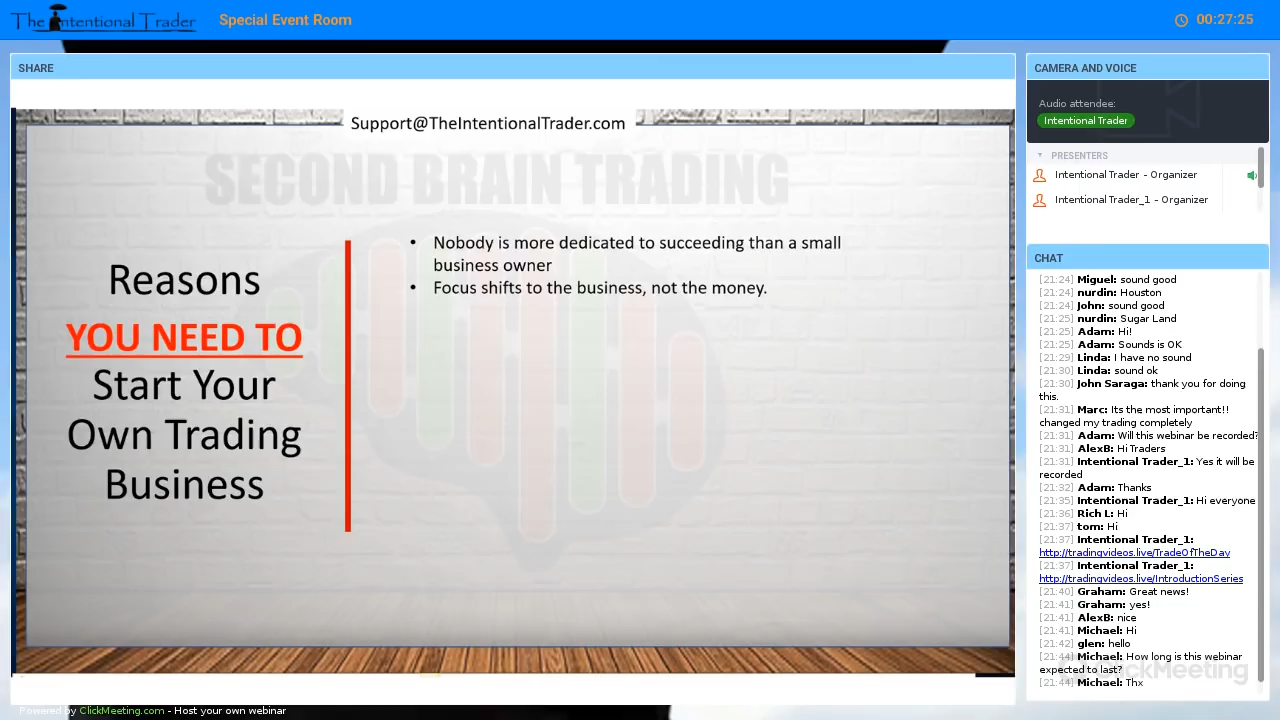 The Intentional Trader
Special Event Room
00:27:25
SHARE
Support@TheIntentionalTrader.com
SECOND BRAIN TRADING
Reasons
YOU NEED TO
Start Your
Own Trading
Business
• Nobody is more dedicated to succeeding than a small
business owner
• Focus shifts to the business, not the money.
CAMERA AND VOICE
Audio attendee:
Intentional Trader
PRESENTERS
Intentional Trader - Organizer
Intentional Trader_1 - Organizer
CHAT
[21:24] Miguel: sound good
[21:24] nurdin: Houston
[21:24] John: sound good
[21:25] nurdin: Sugar Land
[21:25] Adam: Hi!
[21:25] Adam: Sounds is OK
[21:29] Linda: I have no sound
[21:30] Linda: sound ok
[21:30] John Saraga: thank you for doing
this.
[21:31] Marc: Its the most important!!
changed my trading completely
[21:31] Adam: Will this webinar be recorded?
[21:31] AlexB: Hi Traders
[21:31] Intentional Trader_1: Yes it will be
recorded
[21:32] Adam: Thanks
[21:35] Intentional Trader_1: Hi everyone
[21:36] Rich L: Hi
[21:37] tom: Hi
[21:37] Intentional Trader_1:
http://tradingvideos.live/TradeOfTheDay
[21:37] Intentional Trader_1:
http://tradingvideos.live/IntroductionSeries
[21:40] Graham: Great news!
[21:41] Graham: yes!
[21:41] AlexB: nice
[21:41] Michael: Hi
[21:42] glen: hello
[21:44] Michael: How long is this webinar
expected to last?
[21:44] Michael: Thx
ClickMeeting
Powered by ClickMeeting.com - Host your own webinar